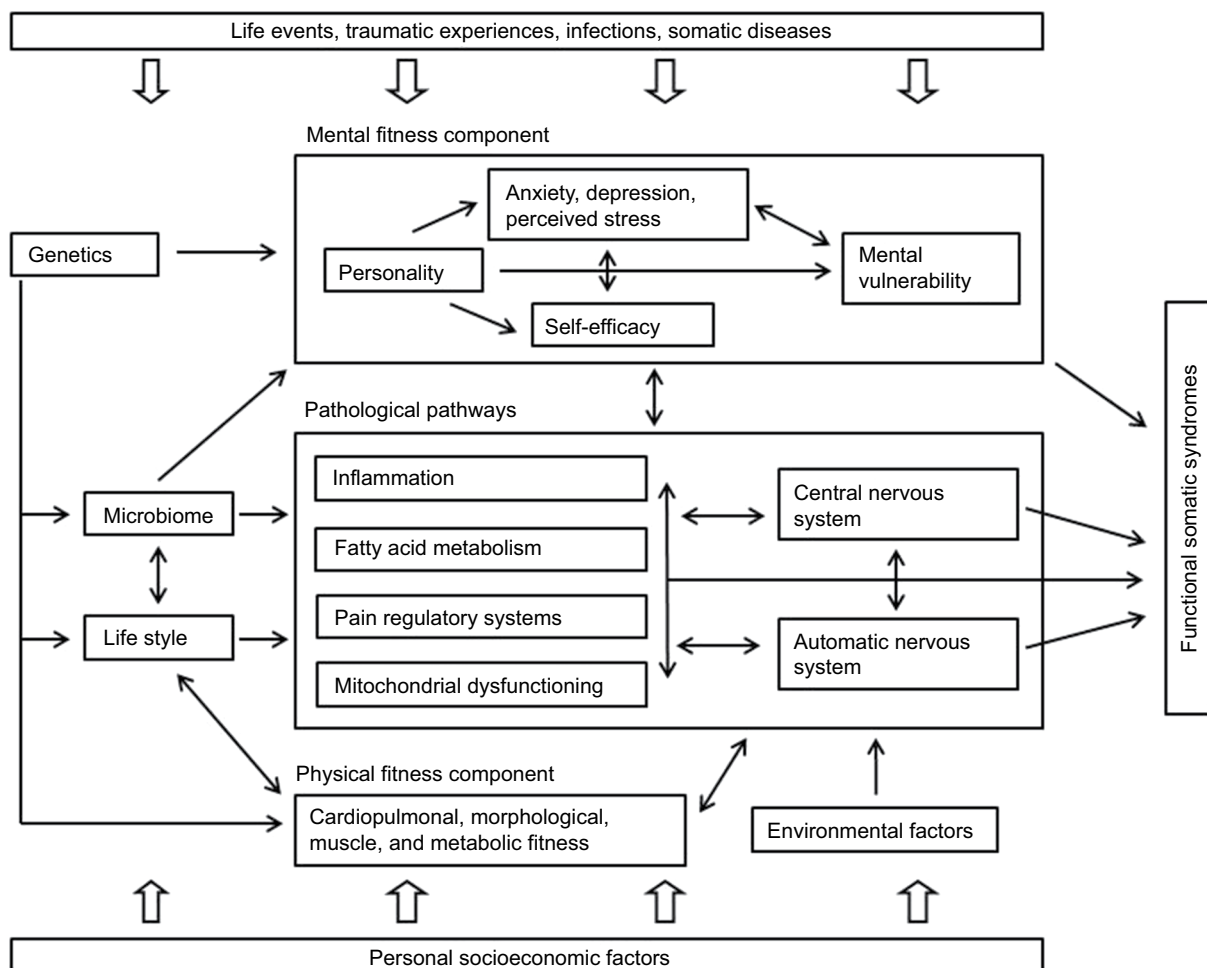 Life events, traumatic experiences, infections, somatic diseases
Mental fitness component
Anxiety, depression,
perceived stress
Genetics
Personality
Mental
vulnerability
Self-efficacy
Functional somatic syndromes
Pathological pathways
Inflammation
Central nervous
system
Microbiome
Fatty acid metabolism
Pain regulatory systems
Life style
Automatic nervous
system
Mitochondrial dysfunctioning
Physical fitness component
Cardiopulmonal, morphological,
muscle, and metabolic fitness
Environmental factors
Personal socioeconomic factors